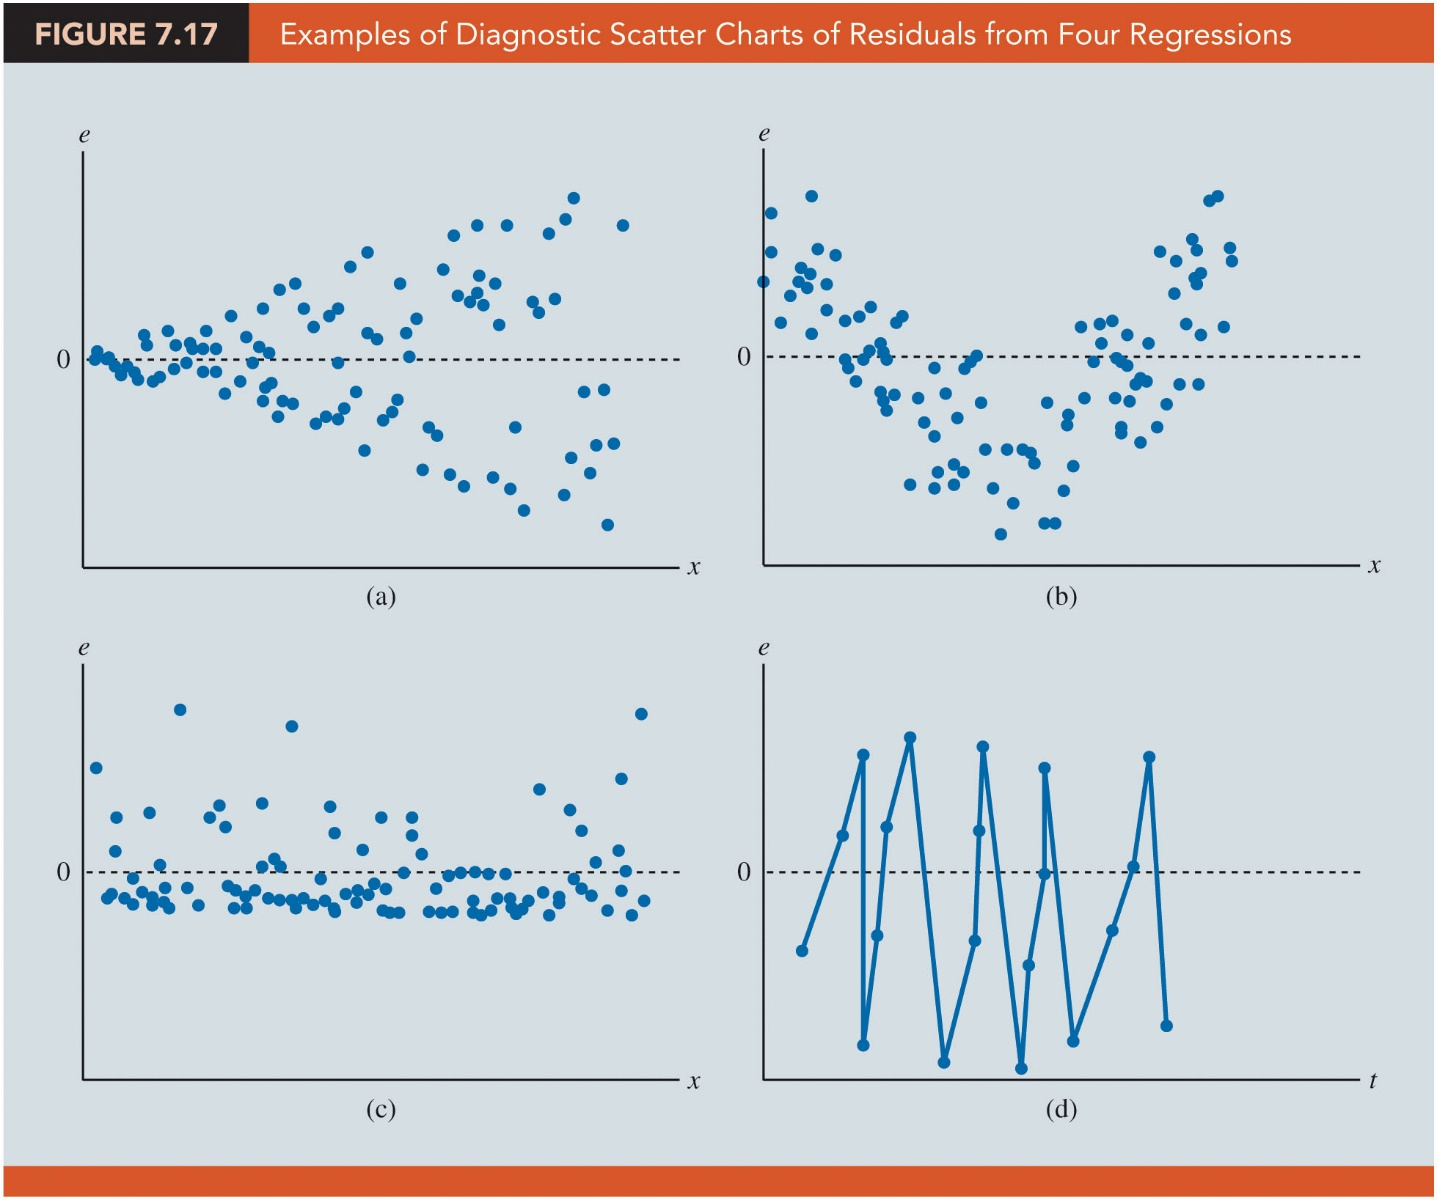 FIGURE 7.17 Examples of Diagnostic Scatter Charts of Residuals from Four Regressions
e
0
x
(a)
e
0
x
(b)
e
0
x
(c)
e
0
t
(d)